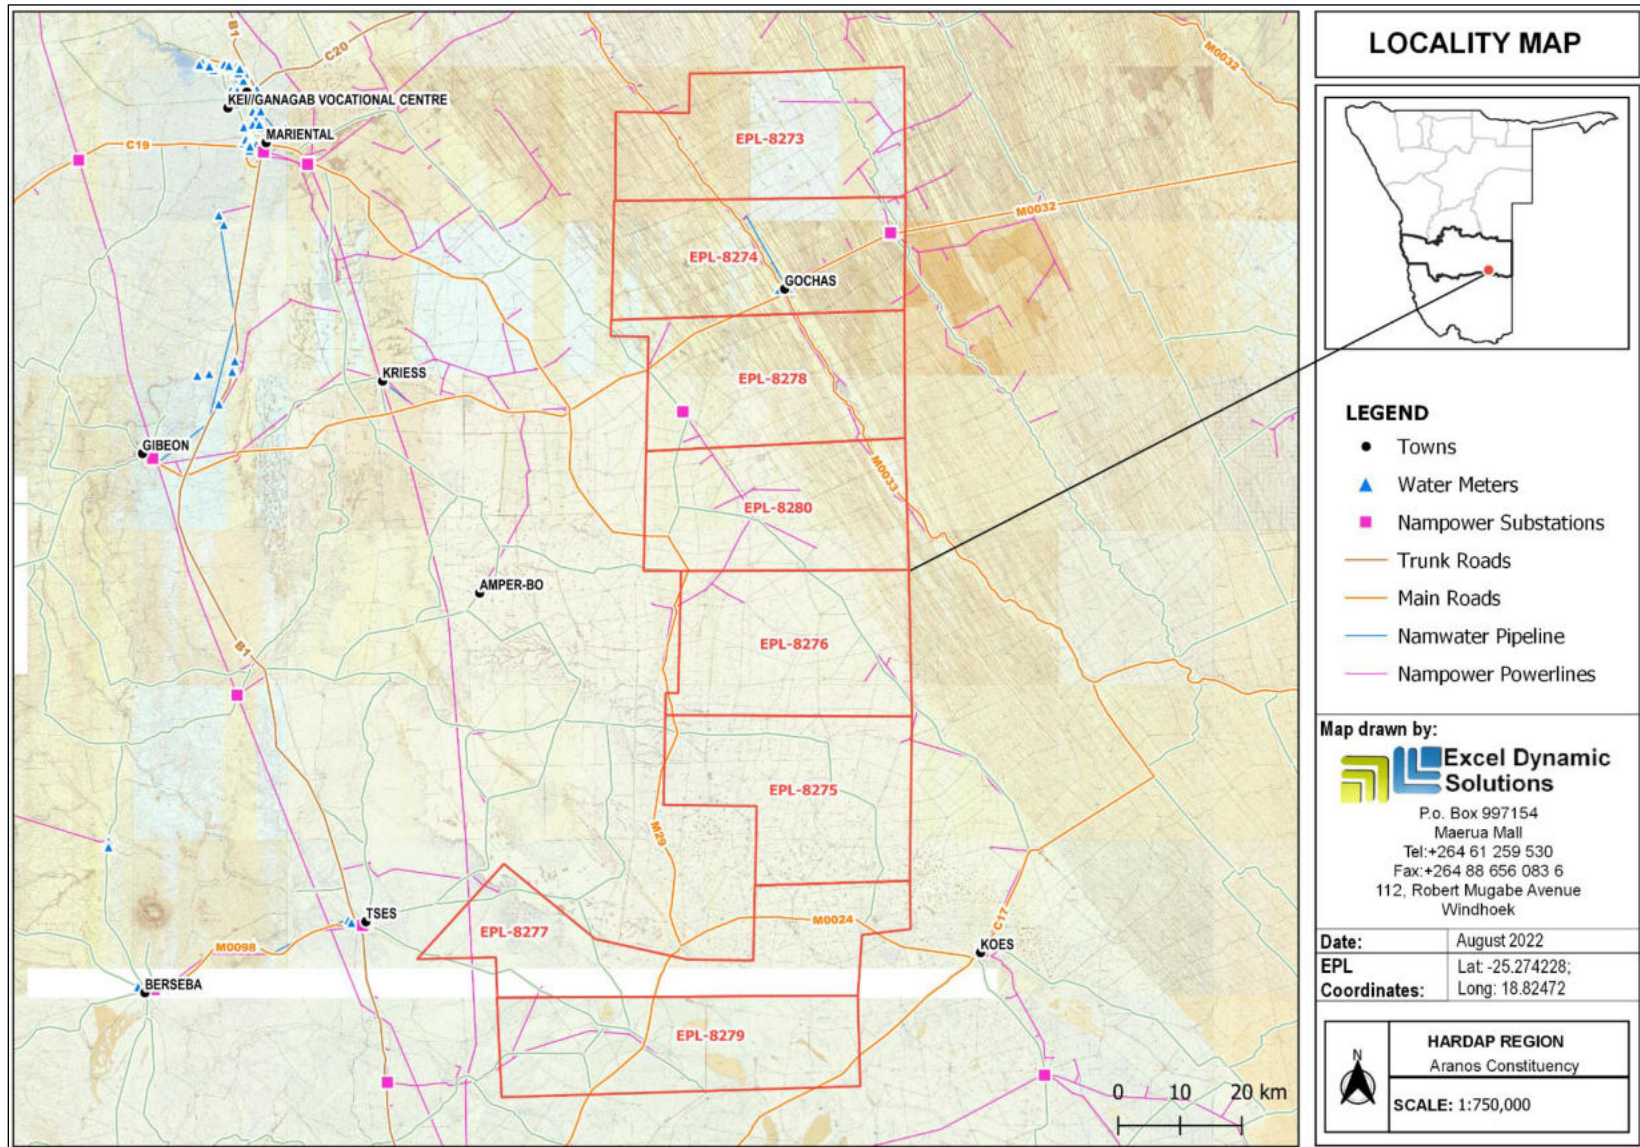 LOCALITY MAP
B1
C20
M0032
KEI//GANAGAB VOCATIONAL CENTRE
MARIENTAL
C19
EPL-8273
M0032
EPL-8274
GOCHAS
KRIESS
EPL-8278
GIBEON
M0033
EPL-8280
AMPER-BO
B1
EPL-8276
EPL-8275
M29
TSES
EPL-8277
M0024
C17
KOES
M0098
BERSEBA
EPL-8279
0 10 20 km
LEGEND
Towns
Water Meters
Nampower Substations
Trunk Roads
Main Roads
Namwater Pipeline
Nampower Powerlines
Map drawn by:
Excel Dynamic
Solutions
P.o. Box 997154
Maerua Mall
Tel:+264 61 259 530
Fax:+264 88 656 083 6
112, Robert Mugabe Avenue
Windhoek
Date: August 2022
EPL Lat: -25.274228;
Coordinates: Long: 18.82472
N
HARDAP REGION
Aranos Constituency
SCALE: 1:750,000